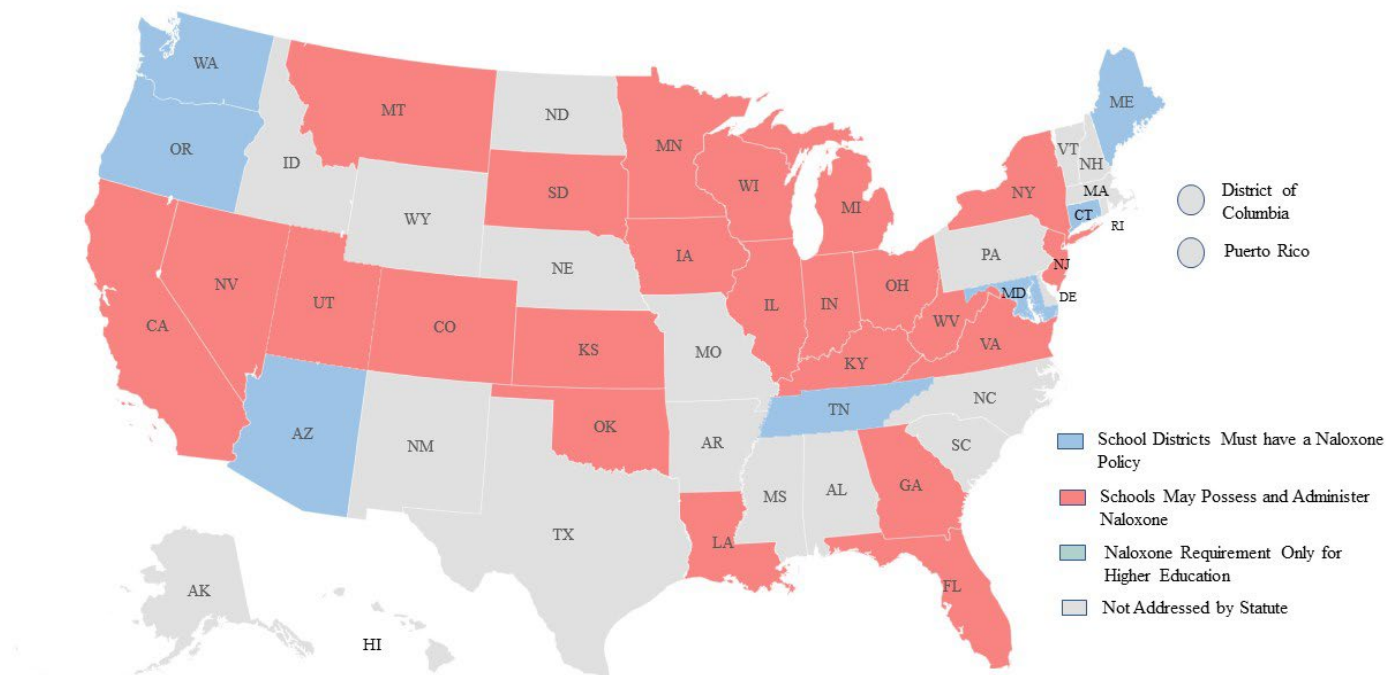 WA
ME
MT
ND
VT
MN
OR
NH
ID
WI
NY
MA
District of
Columbia
SD
MI
CT
WY
RI
Puerto Rico
IA
PA
NE
NJ
NV
OH
MD
DE
UT
IL
IN
CO
WV
CA
KS
MO
VA
KY
NC
TN
AZ
OK
NM
AR
SC
School Districts Must have a Naloxone
Policy
MS
AL
GA
Schools May Possess and Administer
Naloxone
TX
LA
Naloxone Requirement Only for
Higher Education
AK
FL
Not Addressed by Statute
HI